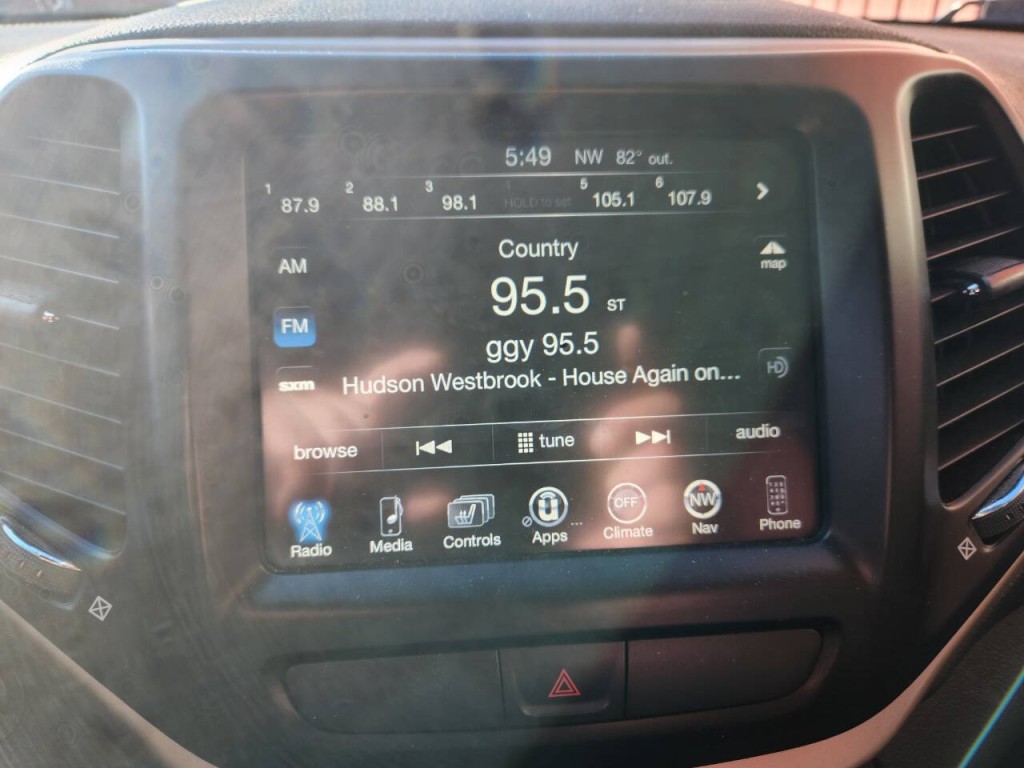 5:49 NW 82° out.
1 87.9 2 88.1 3 98.1 HOLD to set 5 105.1 6 107.9
Country
AM
map
95.5 ST
FM
ggy 95.5
HD
sxm
Hudson Westbrook - House Again on...
browse tune audio
OFF NW
Radio Media Controls Apps ... Climate Nav Phone